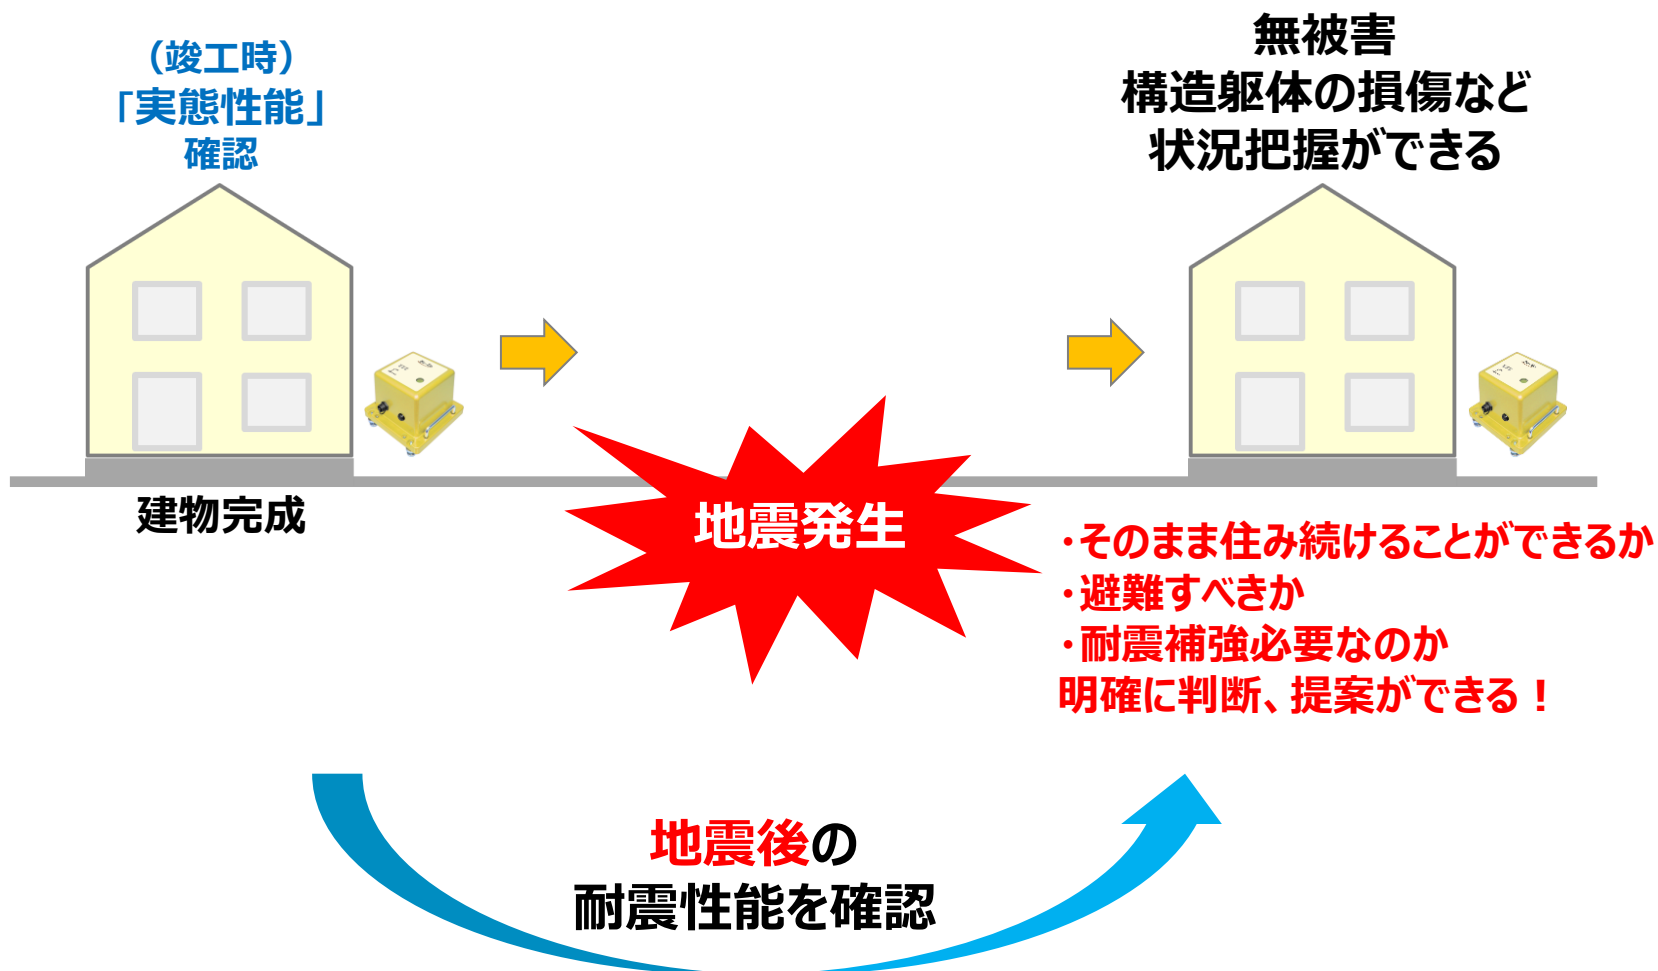 （竣工時）
「実態性能」
確認
無被害
構造躯体の損傷など
状況把握ができる
建物完成
地震発生
・そのまま住み続けることができるか
・避難すべきか
・耐震補強必要なのか
明確に判断、提案ができる！
地震後の
耐震性能を確認